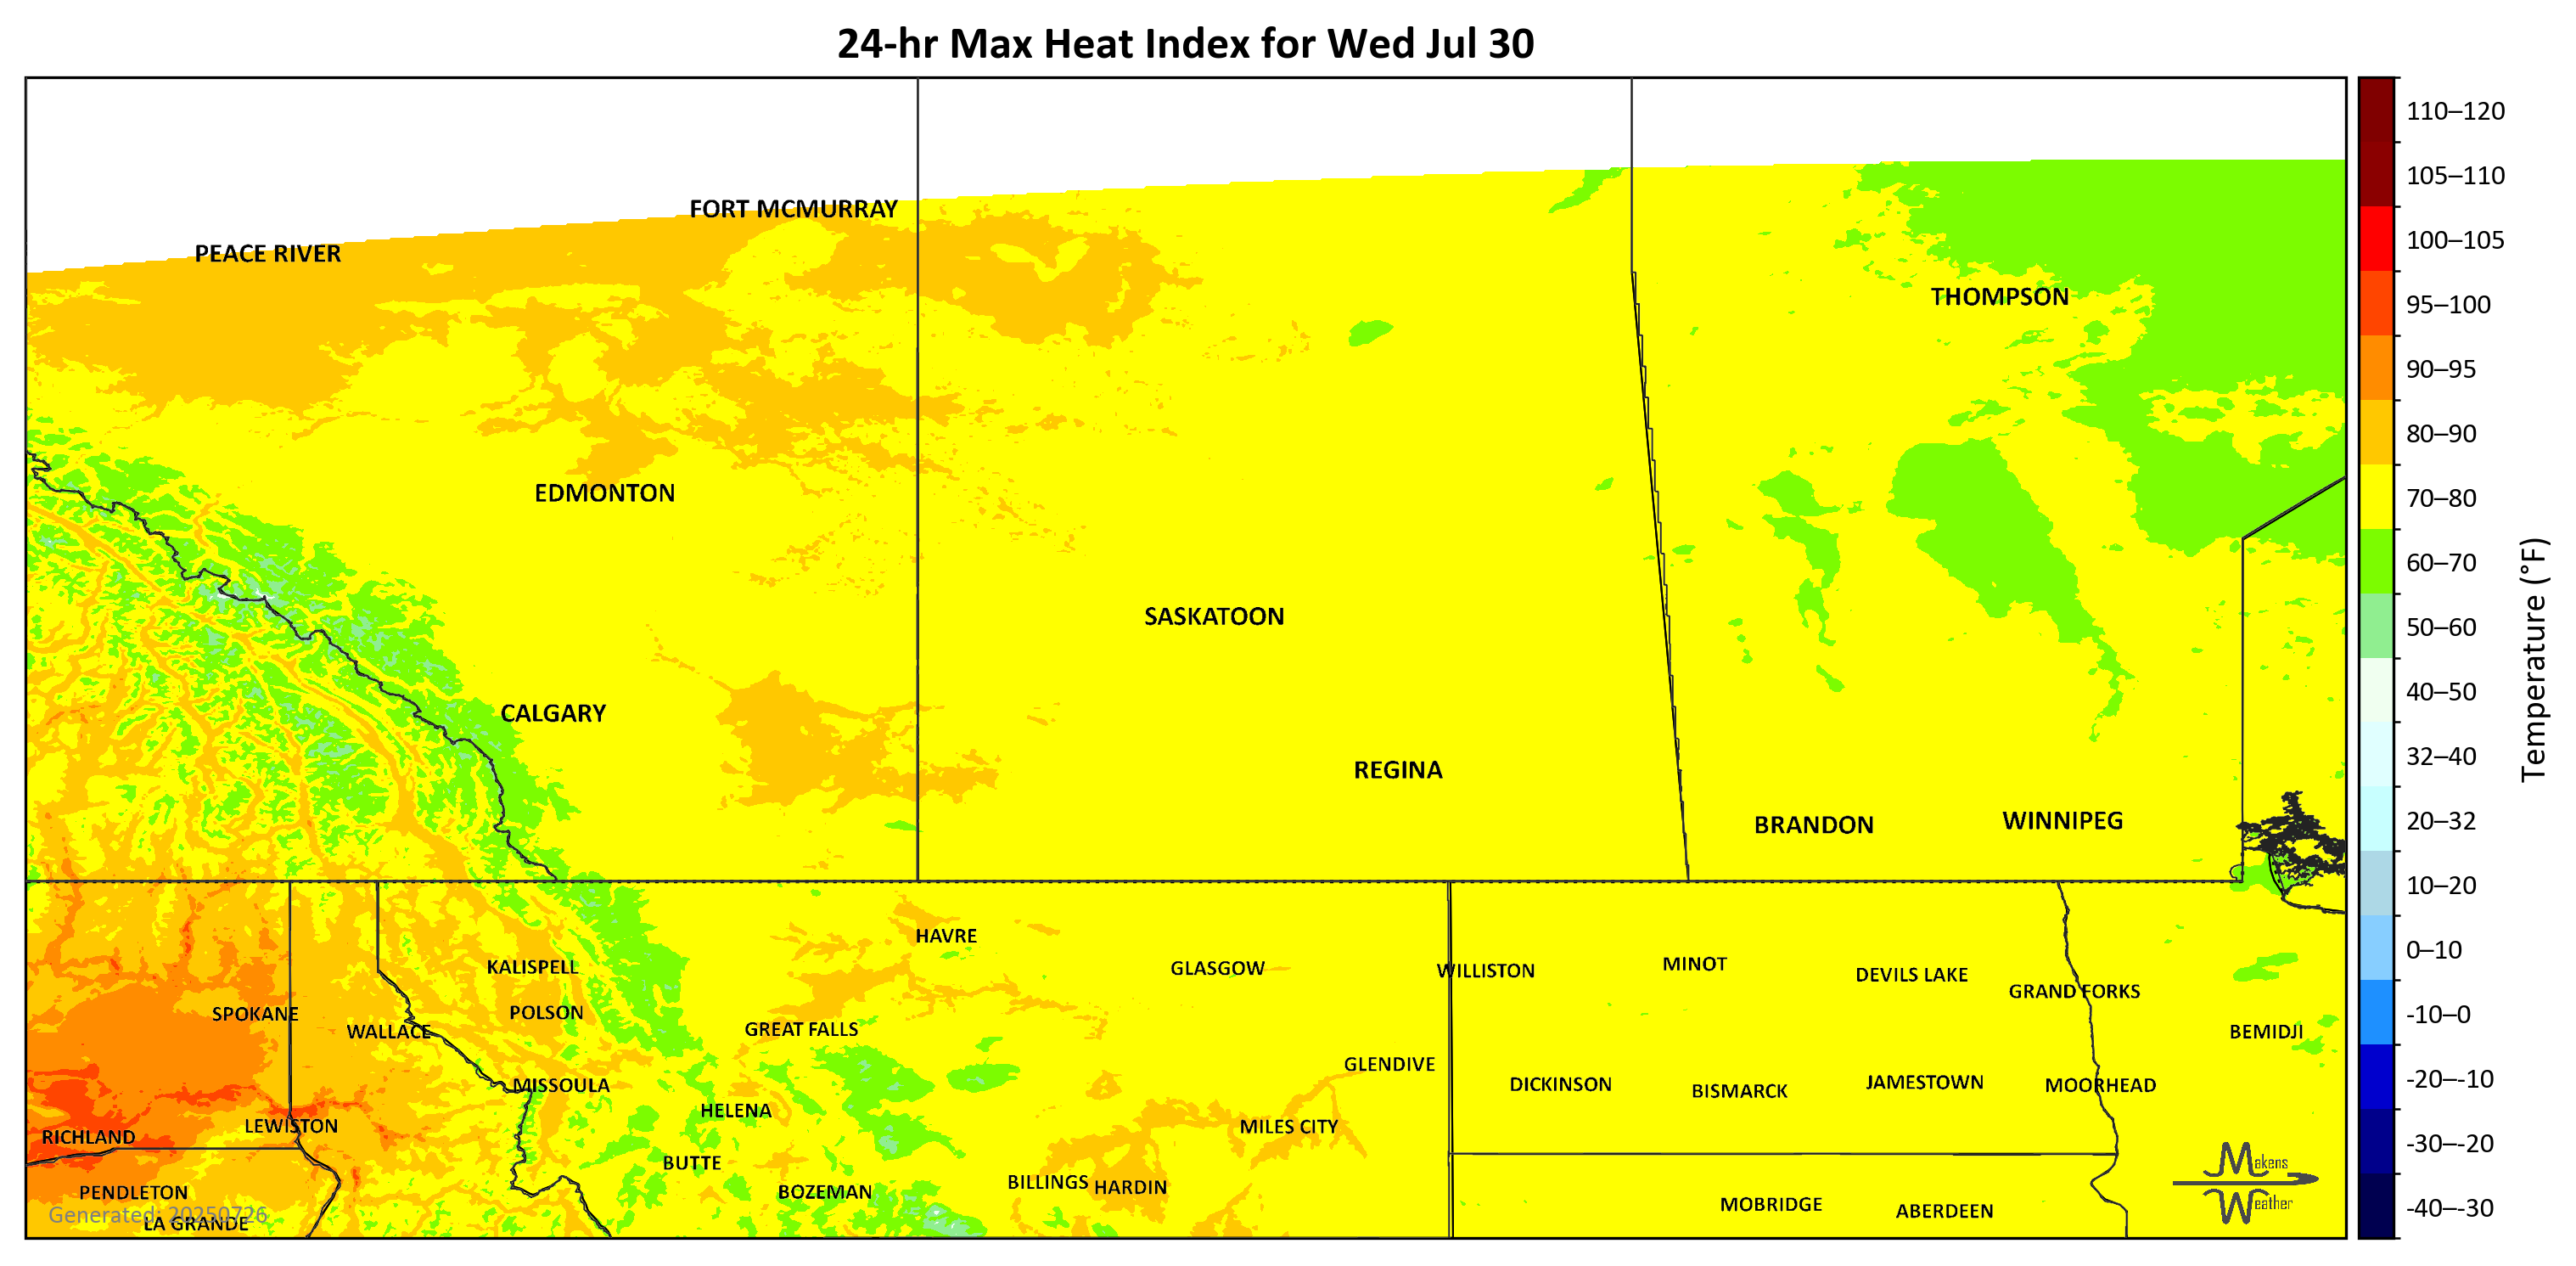 24-hr Max Heat Index for Wed Jul 30
110–120
105–110
100–105
95–100
90–95
80–90
70–80
60–70
50–60
40–50
32–40
20–32
10–20
0–10
-10–0
-20–-10
-30–-20
-40–-30
Temperature (°F)
FORT MCMURRAY
PEACE RIVER
THOMPSON
EDMONTON
SASKATOON
CALGARY
REGINA
BRANDON
WINNIPEG
HAVRE
KALISPELL
GLASGOW
WILLISTON
MINOT
DEVILS LAKE
GRAND FORKS
SPOKANE
POLSON
WALLACE
GREAT FALLS
BEMIDJI
GLENDIVE
MISSOULA
DICKINSON
BISMARCK
JAMESTOWN
MOORHEAD
HELENA
LEWISTON
MILES CITY
RICHLAND
BUTTE
PENDLETON
BOZEMAN
BILLINGS
HARDIN
MOBRIDGE
ABERDEEN
LA GRANDE
Generated: 20250726
Makens
Weather